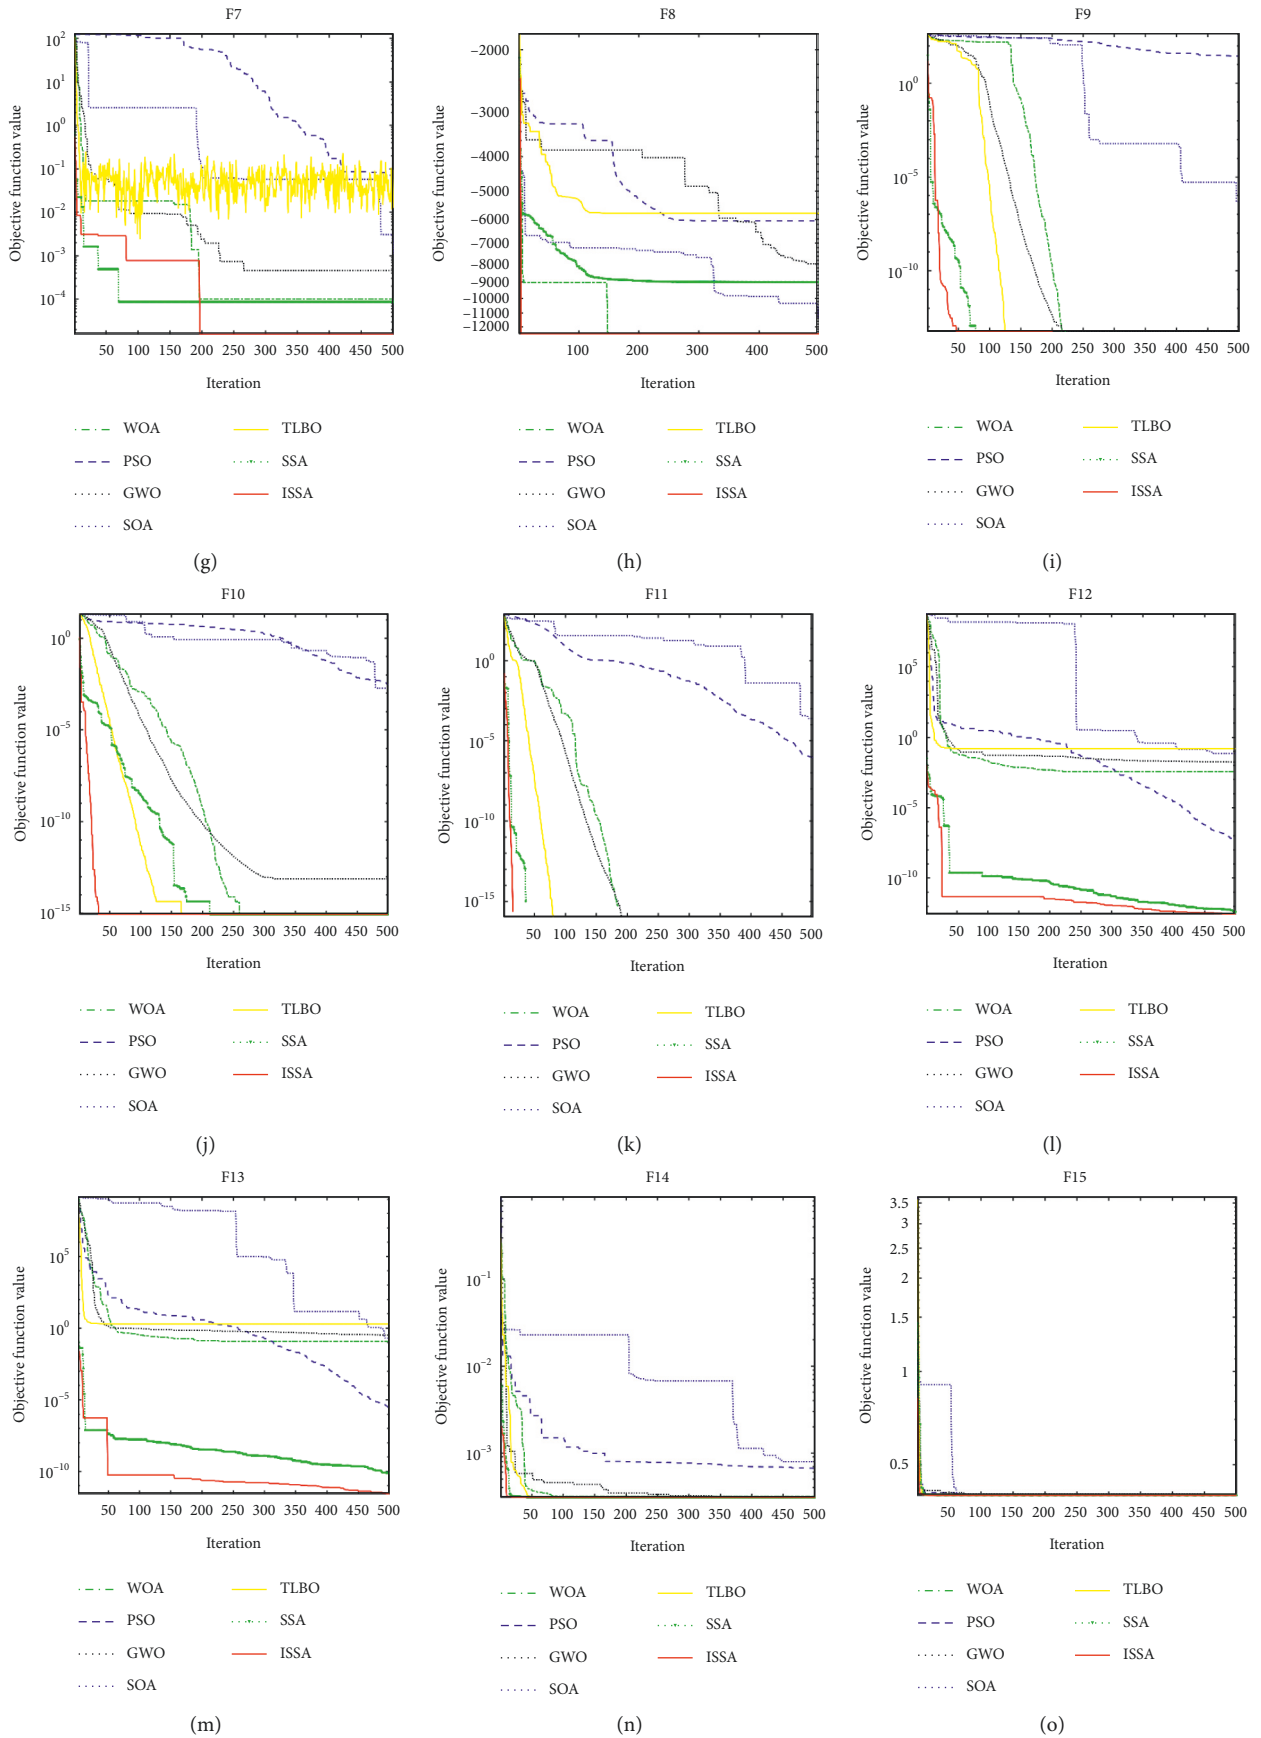 F7
Objective function value
10^2
10^1
10^0
10^-1
10^-2
10^-3
10^-4
50 100 150 200 250 300 350 400 450 500
Iteration
WOA
PSO
GWO
SOA
TLBO
SSA
ISSA
(g)
F8
Objective function value
−2000
−3000
−4000
−5000
−6000
−7000
−8000
−9000
−10000
−11000
−12000
100 200 300 400 500
Iteration
WOA
PSO
GWO
SOA
TLBO
SSA
ISSA
(h)
F9
Objective function value
10^0
10^-5
10^-10
50 100 150 200 250 300 350 400 450 500
Iteration
WOA
PSO
GWO
SOA
TLBO
SSA
ISSA
(i)
F10
Objective function value
10^0
10^-5
10^-10
10^-15
50 100 150 200 250 300 350 400 450 500
Iteration
WOA
PSO
GWO
SOA
TLBO
SSA
ISSA
(j)
F11
Objective function value
10^0
10^-5
10^-10
10^-15
50 100 150 200 250 300 350 400 450 500
Iteration
WOA
PSO
GWO
SOA
TLBO
SSA
ISSA
(k)
F12
Objective function value
10^5
10^0
10^-5
10^-10
50 100 150 200 250 300 350 400 450 500
Iteration
WOA
PSO
GWO
SOA
TLBO
SSA
ISSA
(l)
F13
Objective function value
10^5
10^0
10^-5
10^-10
50 100 150 200 250 300 350 400 450 500
Iteration
WOA
PSO
GWO
SOA
TLBO
SSA
ISSA
(m)
F14
Objective function value
10^-1
10^-2
10^-3
50 100 150 200 250 300 350 400 450 500
Iteration
WOA
PSO
GWO
SOA
TLBO
SSA
ISSA
(n)
F15
Objective function value
3.5
3
2.5
2
1.5
1
0.5
50 100 150 200 250 300 350 400 450 500
Iteration
WOA
PSO
GWO
SOA
TLBO
SSA
ISSA
(o)